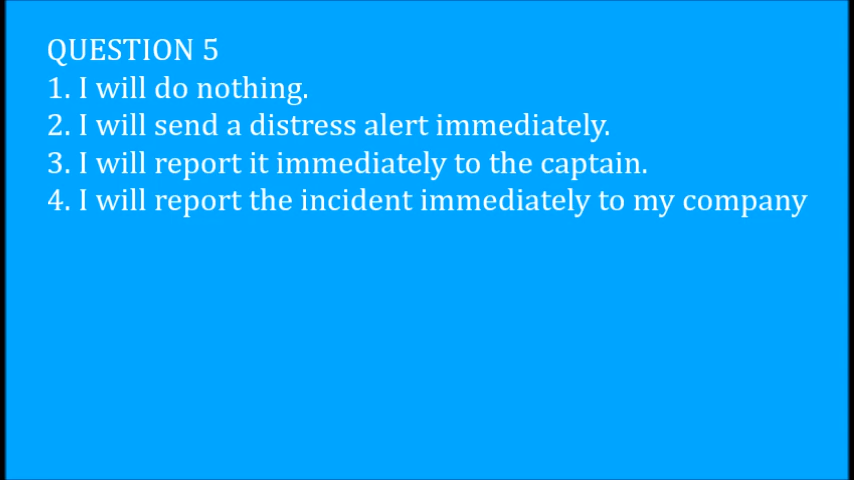 QUESTION 5
1. I will do nothing.
2. I will send a distress alert immediately.
3. I will report it immediately to the captain.
4. I will report the incident immediately to my company